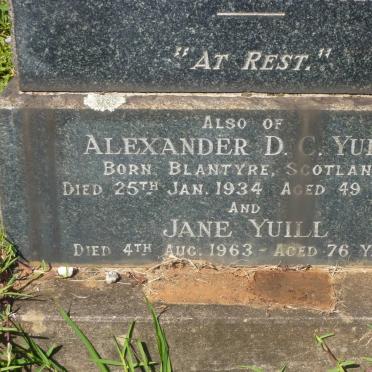 "At Rest."
Also of
Alexander D. C. Yui
Born Blantyre, Scotlan
Died 25th Jan. 1934 Aged 49
and
Jane Yuill
Died 4th Aug. 1963 - Aged 76 Y